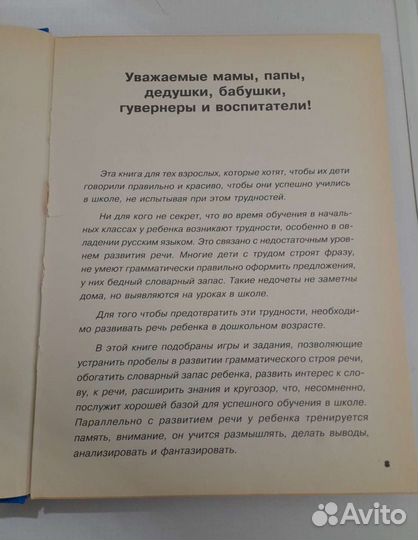 Уважаемые мамы, папы,
дедушки, бабушки,
гувернеры и воспитатели!
Эта книга для тех взрослых, которые хотят, чтобы их дети
говорили правильно и красиво, чтобы они успешно учились
в школе, не испытывая при этом трудностей.
Ни для кого не секрет, что во время обучения в началь-
ных классах у ребенка возникают трудности, особенно в ов-
ладении русским языком. Это связано с недостаточным уров-
нем развития речи. Многие дети с трудом строят фразу,
не умеют грамматически правильно оформить предложения,
у них бедный словарный запас. Такие недочеты не заметны
дома, но выявляются на уроках в школе.
Для того чтобы предотвратить эти трудности, необходи-
мо развивать речь ребенка в дошкольном возрасте.
В этой книге подобраны игры и задания, позволяющие
устранить пробелы в развитии грамматического строя речи,
обогатить словарный запас ребенка, развить интерес к сло-
ву, к речи, расширить знания и кругозор, что, несомненно,
послужит хорошей базой для успешного обучения в школе.
Параллельно с развитием речи у ребенка тренируется
память, внимание, он учится размышлять, делать выводы,
анализировать и фантазировать.
Avito